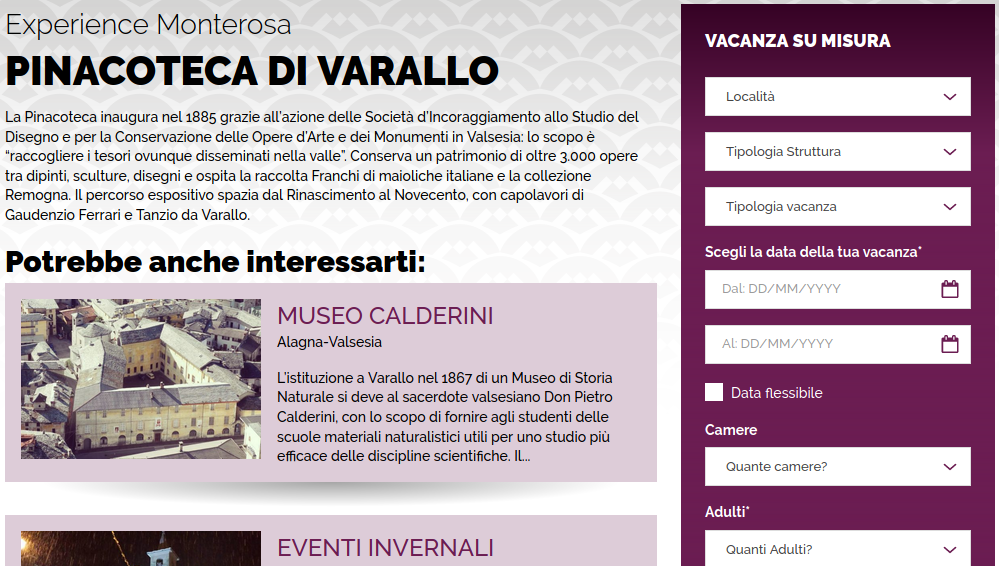 Experience Monterosa
PINACOTECA DI VARALLO
La Pinacoteca inaugura nel 1885 grazie all'azione delle Società d'Incoraggiamento allo Studio del
Disegno e per la Conservazione delle Opere d'Arte e dei Monumenti in Valsesia: lo scopo è
“raccogliere i tesori ovunque disseminati nella valle”. Conserva un patrimonio di oltre 3.000 opere
tra dipinti, sculture, disegni e ospita la raccolta Franchi di maioliche italiane e la collezione
Remogna. Il percorso espositivo spazia dal Rinascimento al Novecento, con capolavori di
Gaudenzio Ferrari e Tanzio da Varallo.
Potrebbe anche interessarti:
MUSEO CALDERINI
Alagna-Valsesia
L'istituzione a Varallo nel 1867 di un Museo di Storia
Naturale si deve al sacerdote valsesiano Don Pietro
Calderini, con lo scopo di fornire agli studenti delle
scuole materiali naturalistici utili per uno studio più
efficace delle discipline scientifiche. Il...
EVENTI INVERNALI
VACANZA SU MISURA
Località
Tipologia Struttura
Tipologia vacanza
Scegli la data della tua vacanza*
Dal: DD/MM/YYYY
Al: DD/MM/YYYY
Data flessibile
Camere
Quante camere?
Adulti*
Quanti Adulti?